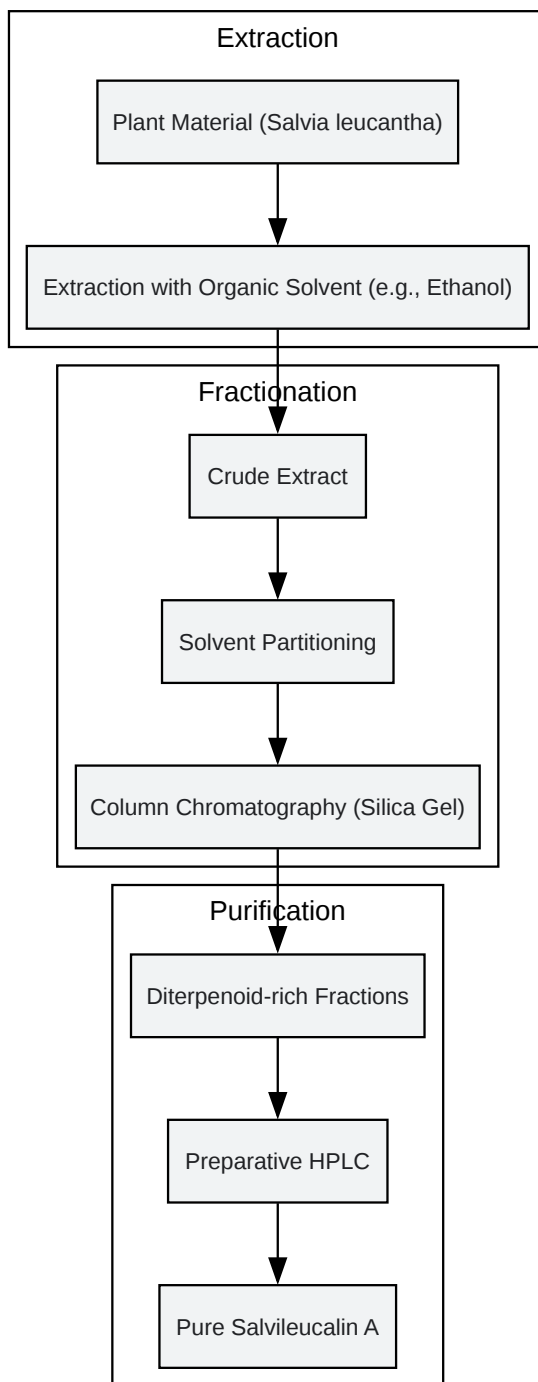 Extraction
Plant Material (Salvia leucantha)
Extraction with Organic Solvent (e.g., Ethanol)
Fractionation
Crude Extract
Solvent Partitioning
Column Chromatography (Silica Gel)
Purification
Diterpenoid-rich Fractions
Preparative HPLC
Pure Salvileucalin A